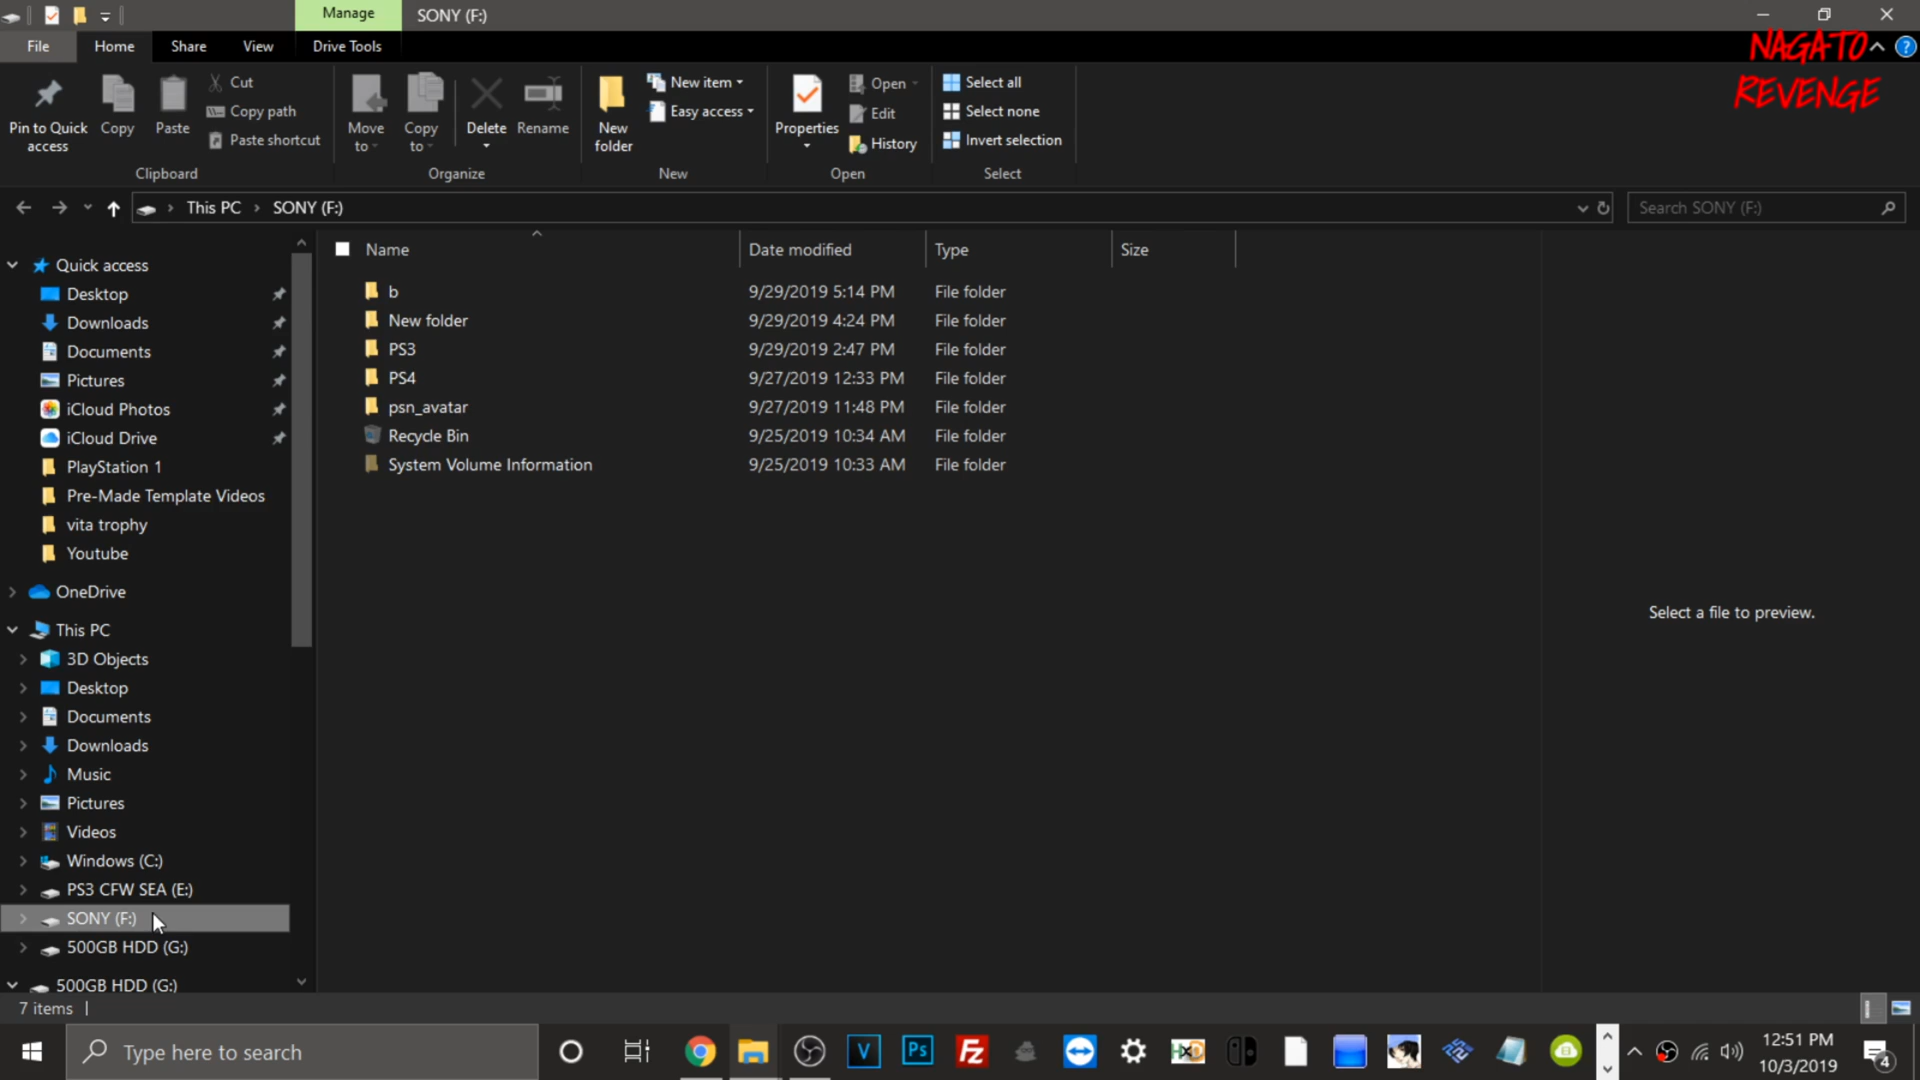 Manage
SONY (F:)
File
Home
Share
View
Drive Tools
NAGATO
REVENGE
Pin to Quick access
Copy
Paste
Cut
Copy path
Paste shortcut
Clipboard
Move to
Copy to
Delete
Rename
Organize
New folder
New item
Easy access
New
Properties
Open
Edit
History
Open
Select all
Select none
Invert selection
Select
This PC > SONY (F:)
Search SONY (F:)
Name Date modified Type Size
b 9/29/2019 5:14 PM File folder
New folder 9/29/2019 4:24 PM File folder
PS3 9/29/2019 2:47 PM File folder
PS4 9/27/2019 12:33 PM File folder
psn_avatar 9/27/2019 11:48 PM File folder
Recycle Bin 9/25/2019 10:34 AM File folder
System Volume Information 9/25/2019 10:33 AM File folder
Quick access
Desktop
Downloads
Documents
Pictures
iCloud Photos
iCloud Drive
PlayStation 1
Pre-Made Template Videos
vita trophy
Youtube
OneDrive
This PC
3D Objects
Desktop
Documents
Downloads
Music
Pictures
Videos
Windows (C:)
PS3 CFW SEA (E:)
SONY (F:)
500GB HDD (G:)
500GB HDD (G:)
Select a file to preview.
7 items
Type here to search
V
Ps
Fz
HxD
12:51 PM
10/3/2019
4